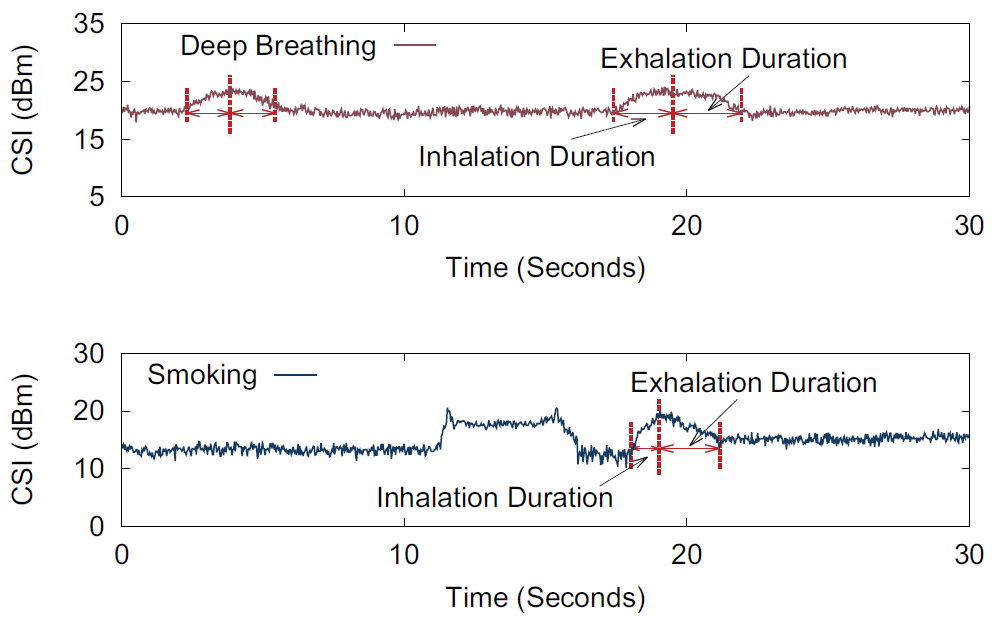 35
Deep Breathing
Exhalation Duration
25
CSI (dBm)
15
Inhalation Duration
5
0 10 20 30
Time (Seconds)
30
Smoking
Exhalation Duration
20
CSI (dBm)
10
Inhalation Duration
0
0 10 20 30
Time (Seconds)